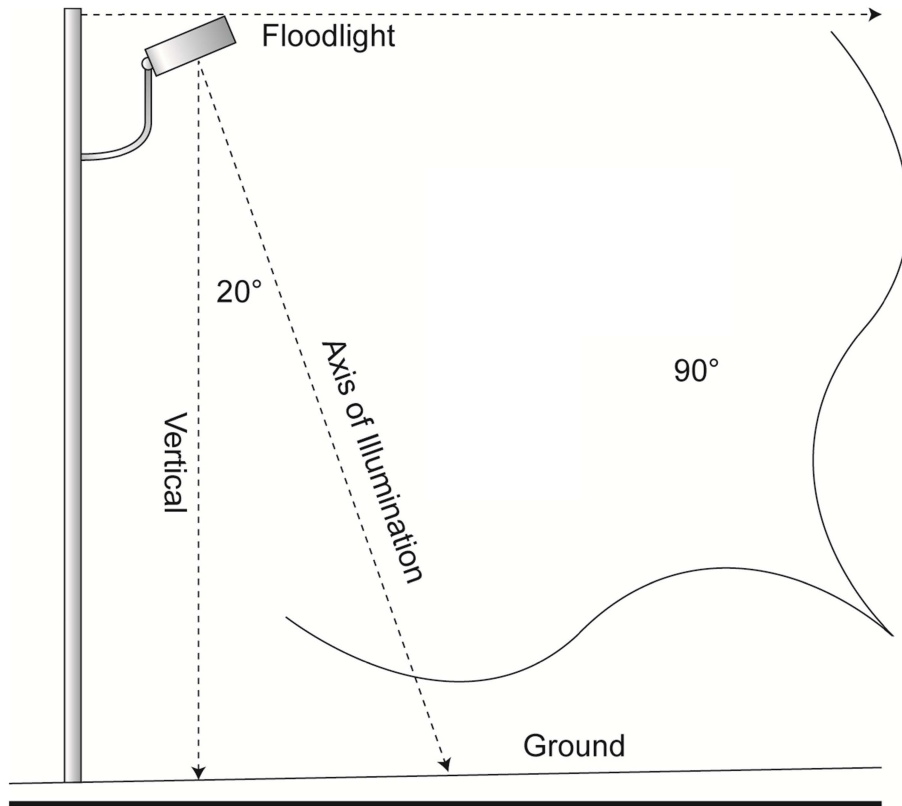 Floodlight
20°
Axis of Illumination
90°
Vertical
Ground